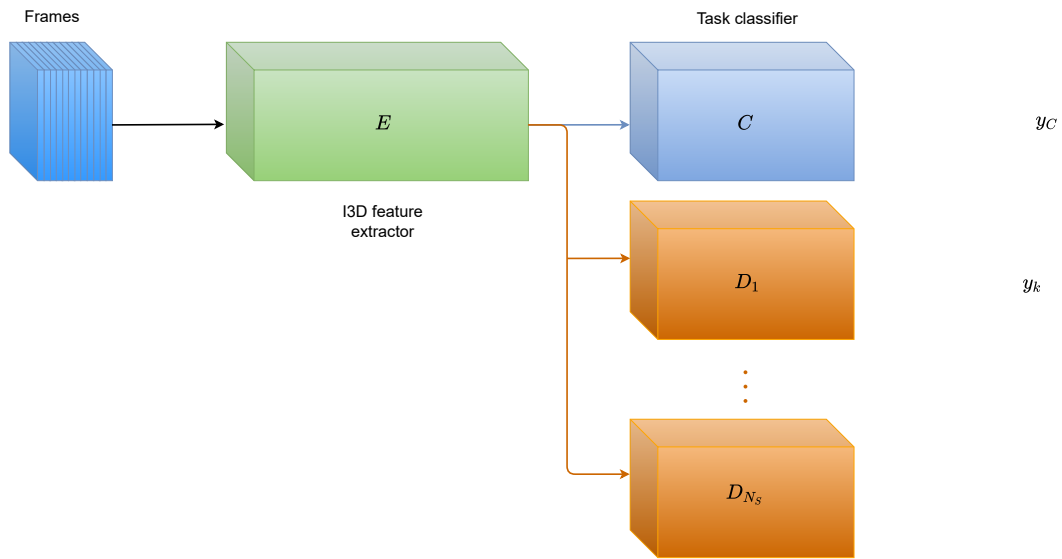 Frames
Task classifier
E
C
y_C
I3D feature
extractor
D_1
y_k
D_{N_S}